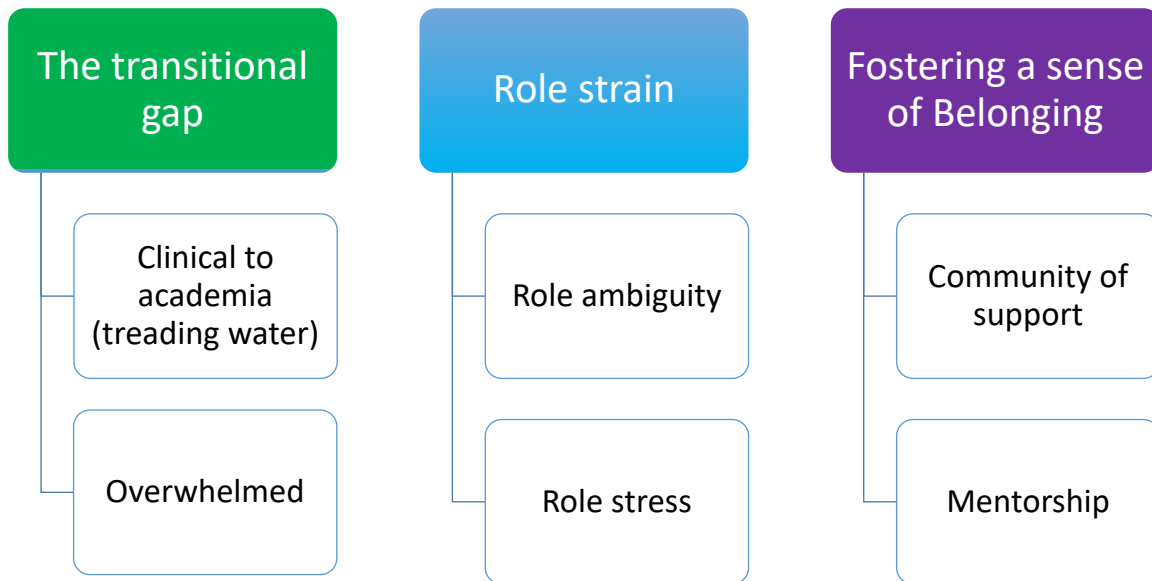 The transitional
gap
Clinical to
academia
(treading water)
Overwhelmed
Role strain
Role ambiguity
Role stress
Fostering a sense
of Belonging
Community of
support
Mentorship